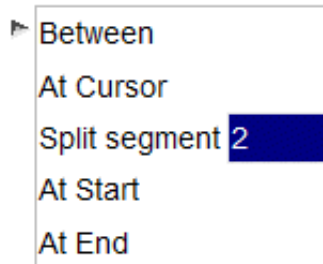 Between
At Cursor
Split segment 2
At Start
At End